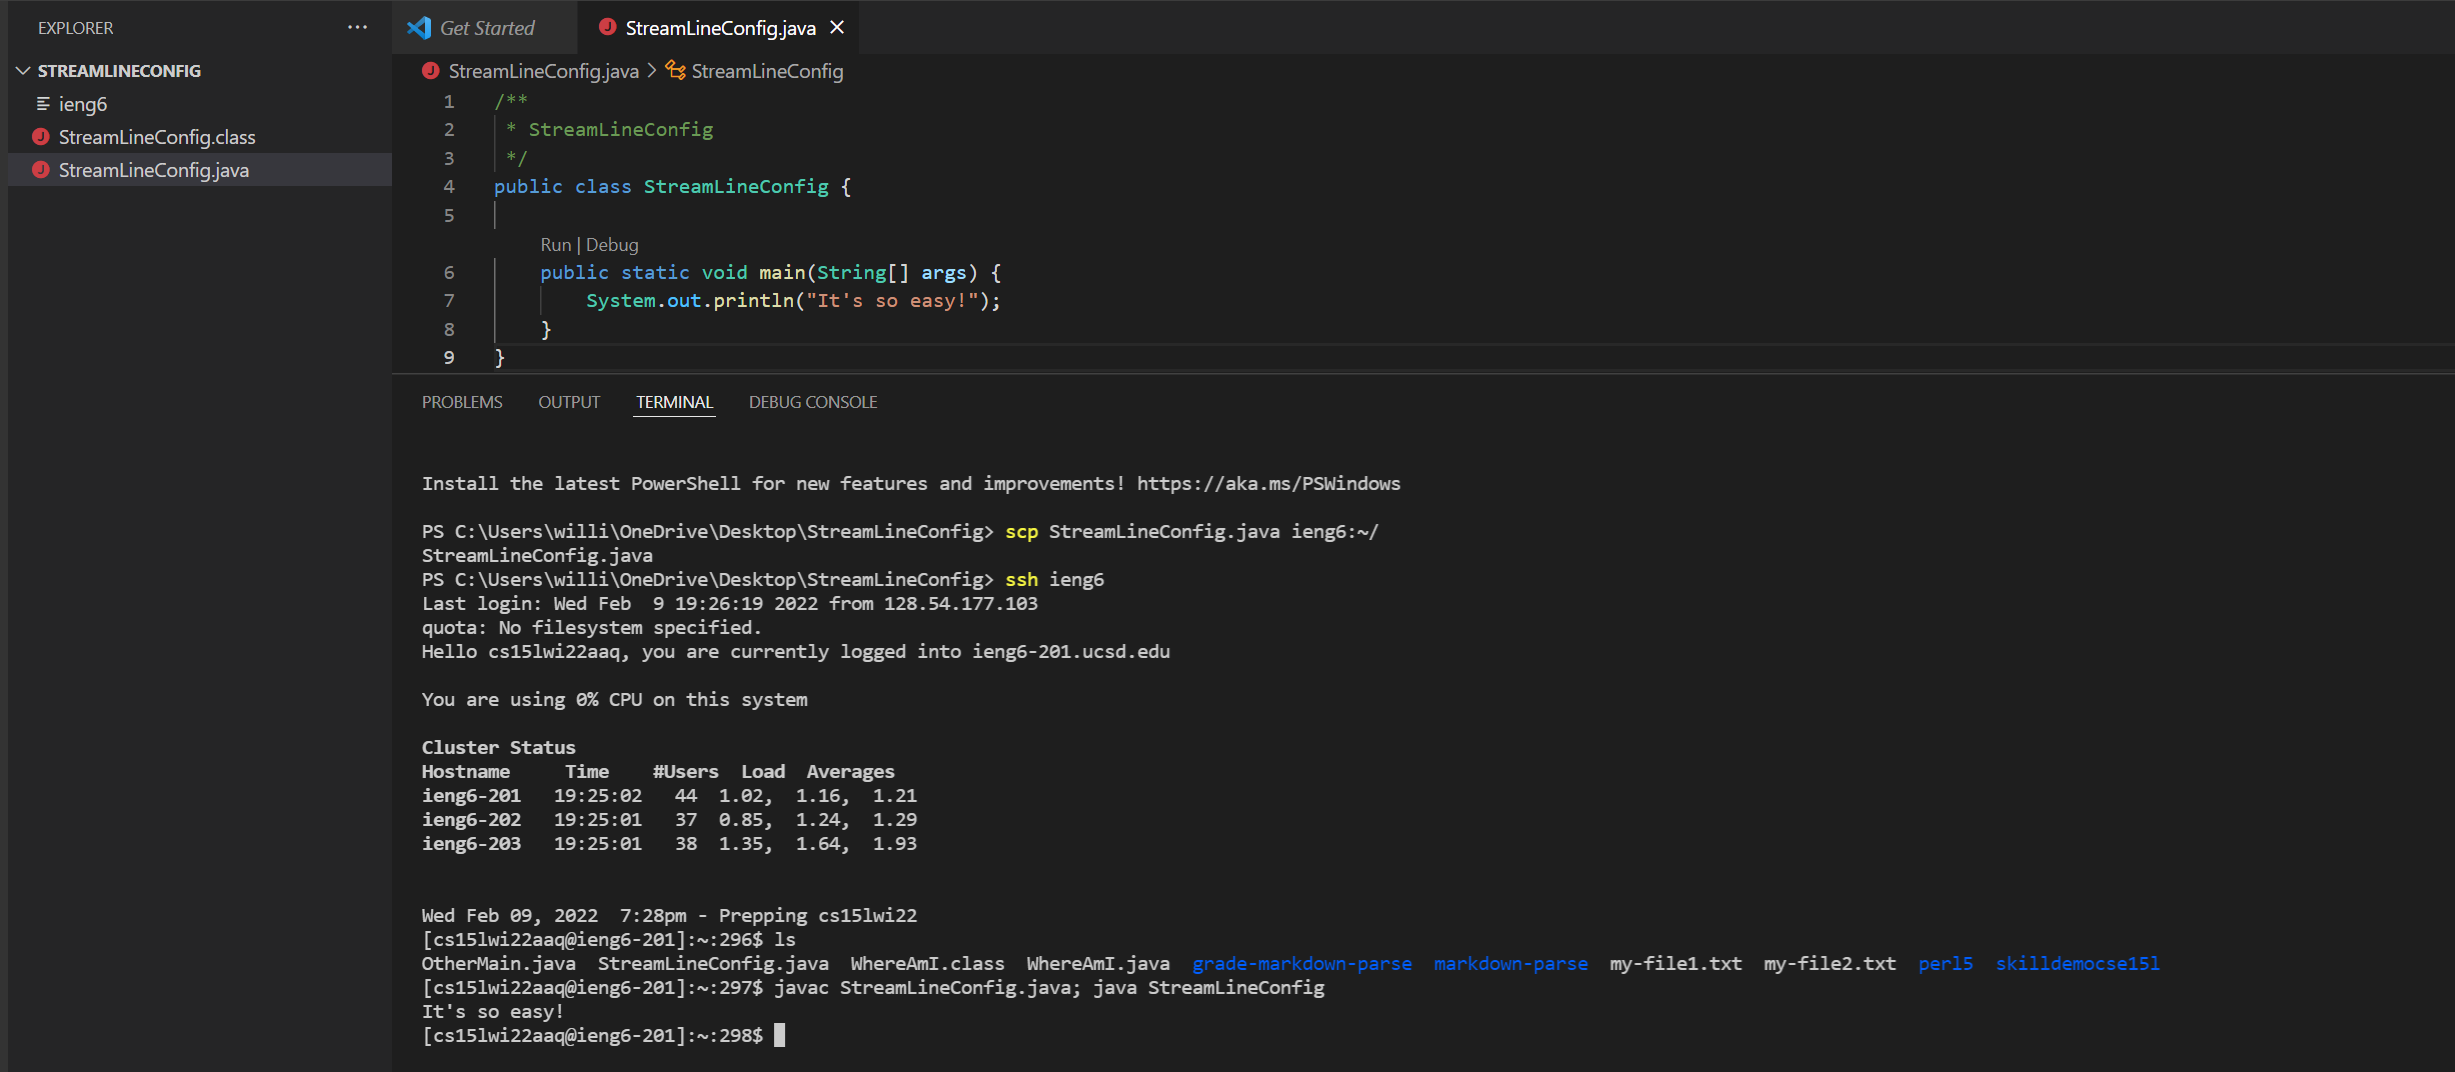 EXPLORER ···
STREAMLINECONFIG
ieng6
StreamLineConfig.class
StreamLineConfig.java
Get Started StreamLineConfig.java
StreamLineConfig.java > StreamLineConfig
1 /**
2 * StreamLineConfig
3 */
4 public class StreamLineConfig {
5
Run | Debug
6 public static void main(String[] args) {
7 System.out.println("It's so easy!");
8 }
9 }
PROBLEMS OUTPUT TERMINAL DEBUG CONSOLE
Install the latest PowerShell for new features and improvements! https://aka.ms/PSWindows
PS C:\Users\willi\OneDrive\Desktop\StreamLineConfig> scp StreamLineConfig.java ieng6:~/
StreamLineConfig.java
PS C:\Users\willi\OneDrive\Desktop\StreamLineConfig> ssh ieng6
Last login: Wed Feb  9 19:26:19 2022 from 128.54.177.103
quota: No filesystem specified.
Hello cs15lwi22aaq, you are currently logged into ieng6-201.ucsd.edu
You are using 0% CPU on this system
Cluster Status
Hostname     Time    #Users  Load  Averages
ieng6-201   19:25:02   44  1.02,  1.16,  1.21
ieng6-202   19:25:01   37  0.85,  1.24,  1.29
ieng6-203   19:25:01   38  1.35,  1.64,  1.93
Wed Feb 09, 2022  7:28pm - Prepping cs15lwi22
[cs15lwi22aaq@ieng6-201]:~:296$ ls
OtherMain.java  StreamLineConfig.java  WhereAmI.class  WhereAmI.java  grade-markdown-parse  markdown-parse  my-file1.txt  my-file2.txt  perl5  skilldemocse15l
[cs15lwi22aaq@ieng6-201]:~:297$ javac StreamLineConfig.java; java StreamLineConfig
It's so easy!
[cs15lwi22aaq@ieng6-201]:~:298$